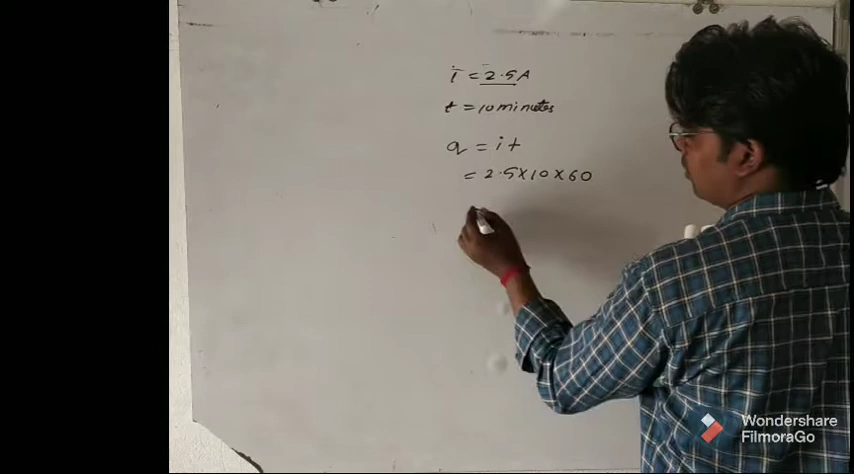 i = 2.5A
t = 10 minutes
q = it
= 2.5X10X60
Wondershare
FilmoraGo